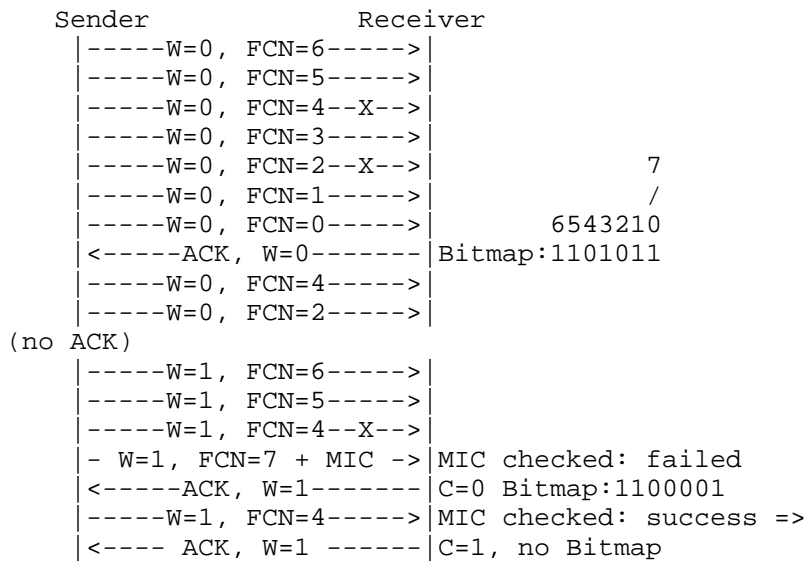 Sender              Receiver
     |-----W=0, FCN=6----->|
     |-----W=0, FCN=5----->|
     |-----W=0, FCN=4--X-->|
     |-----W=0, FCN=3----->|
     |-----W=0, FCN=2--X-->|             7
     |-----W=0, FCN=1----->|             /
     |-----W=0, FCN=0----->|       6543210
     |<-----ACK, W=0-------|Bitmap:1101011
     |-----W=0, FCN=4----->|
     |-----W=0, FCN=2----->|
(no ACK)
     |-----W=1, FCN=6----->|
     |-----W=1, FCN=5----->|
     |-----W=1, FCN=4--X-->|
     |- W=1, FCN=7 + MIC ->|MIC checked: failed
     |<-----ACK, W=1-------|C=0 Bitmap:1100001
     |-----W=1, FCN=4----->|MIC checked: success =>
     |<---- ACK, W=1 ------|C=1, no Bitmap